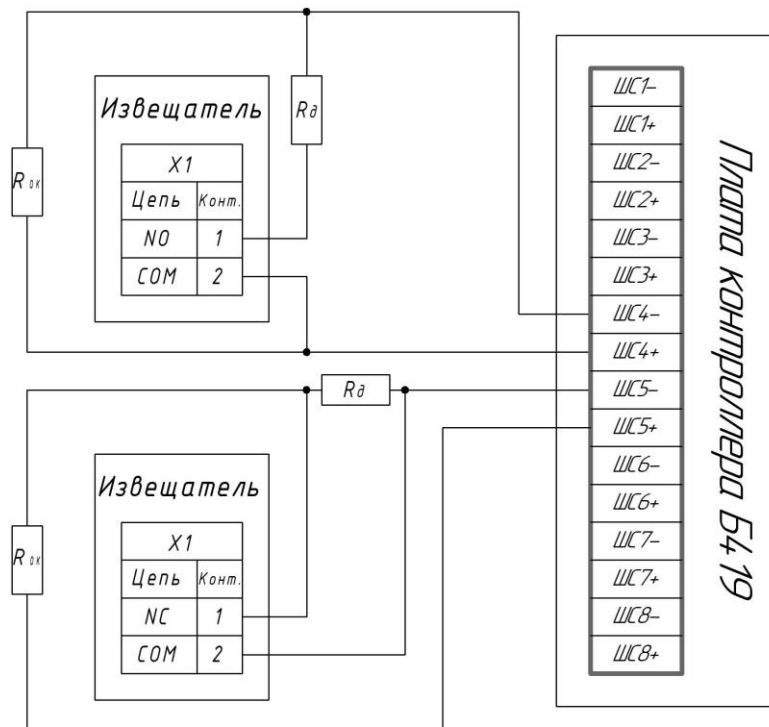 Извещатель
X1
Цепь Конт.
NO 1
COM 2
Rок
Rд
Извещатель
X1
Цепь Конт.
NC 1
COM 2
Rок
Rд
ШС1-
ШС1+
ШС2-
ШС2+
ШС3-
ШС3+
ШС4-
ШС4+
ШС5-
ШС5+
ШС6-
ШС6+
ШС7-
ШС7+
ШС8-
ШС8+
Плата контроллера Б419